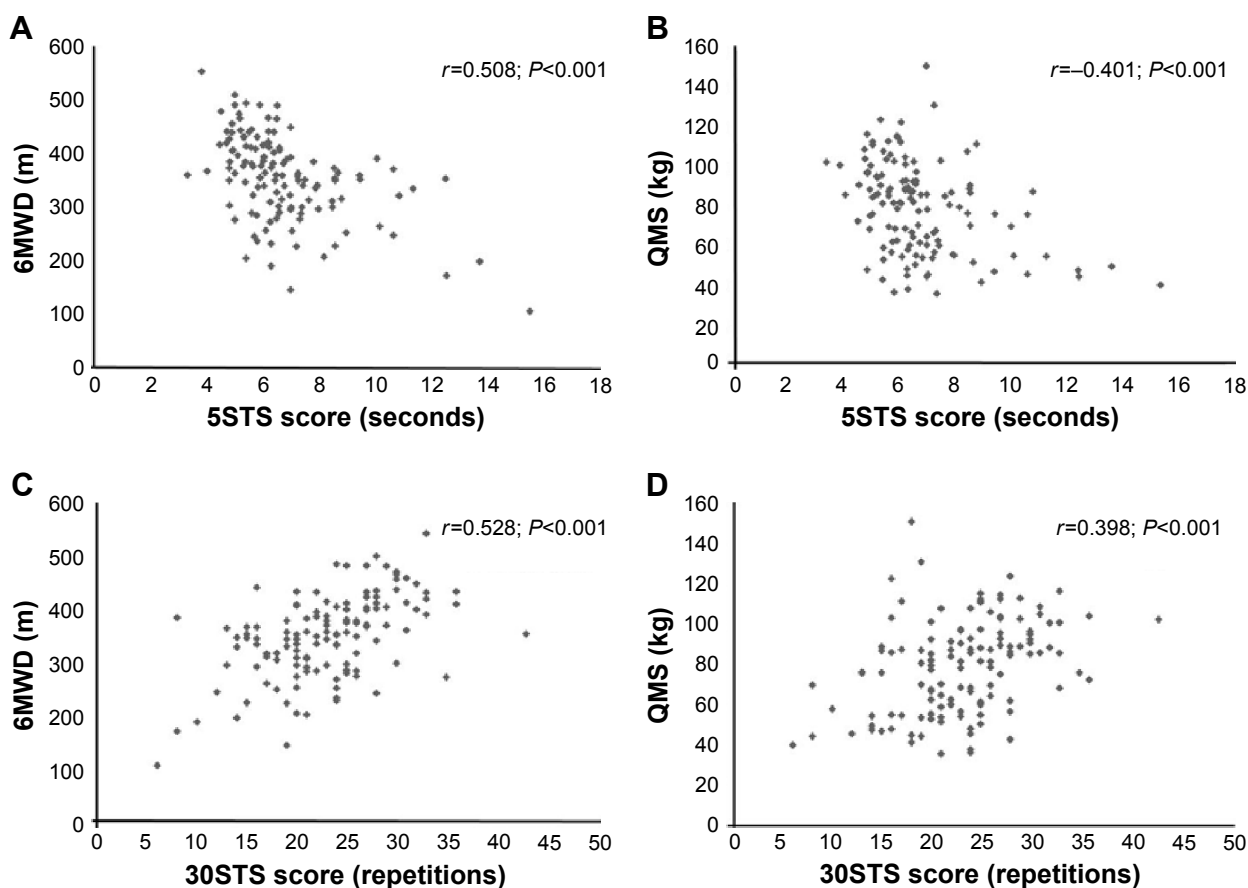 A
600
500
400
300
200
100
0
6MWD (m)
r=0.508; P<0.001
0 2 4 6 8 10 12 14 16 18
5STS score (seconds)
B
160
140
120
100
80
60
40
20
0
QMS (kg)
r=–0.401; P<0.001
0 2 4 6 8 10 12 14 16 18
5STS score (seconds)
C
600
500
400
300
200
100
0
6MWD (m)
r=0.528; P<0.001
0 5 10 15 20 25 30 35 40 45 50
30STS score (repetitions)
D
160
140
120
100
80
60
40
20
0
QMS (kg)
r=0.398; P<0.001
0 5 10 15 20 25 30 35 40 45 50
30STS score (repetitions)